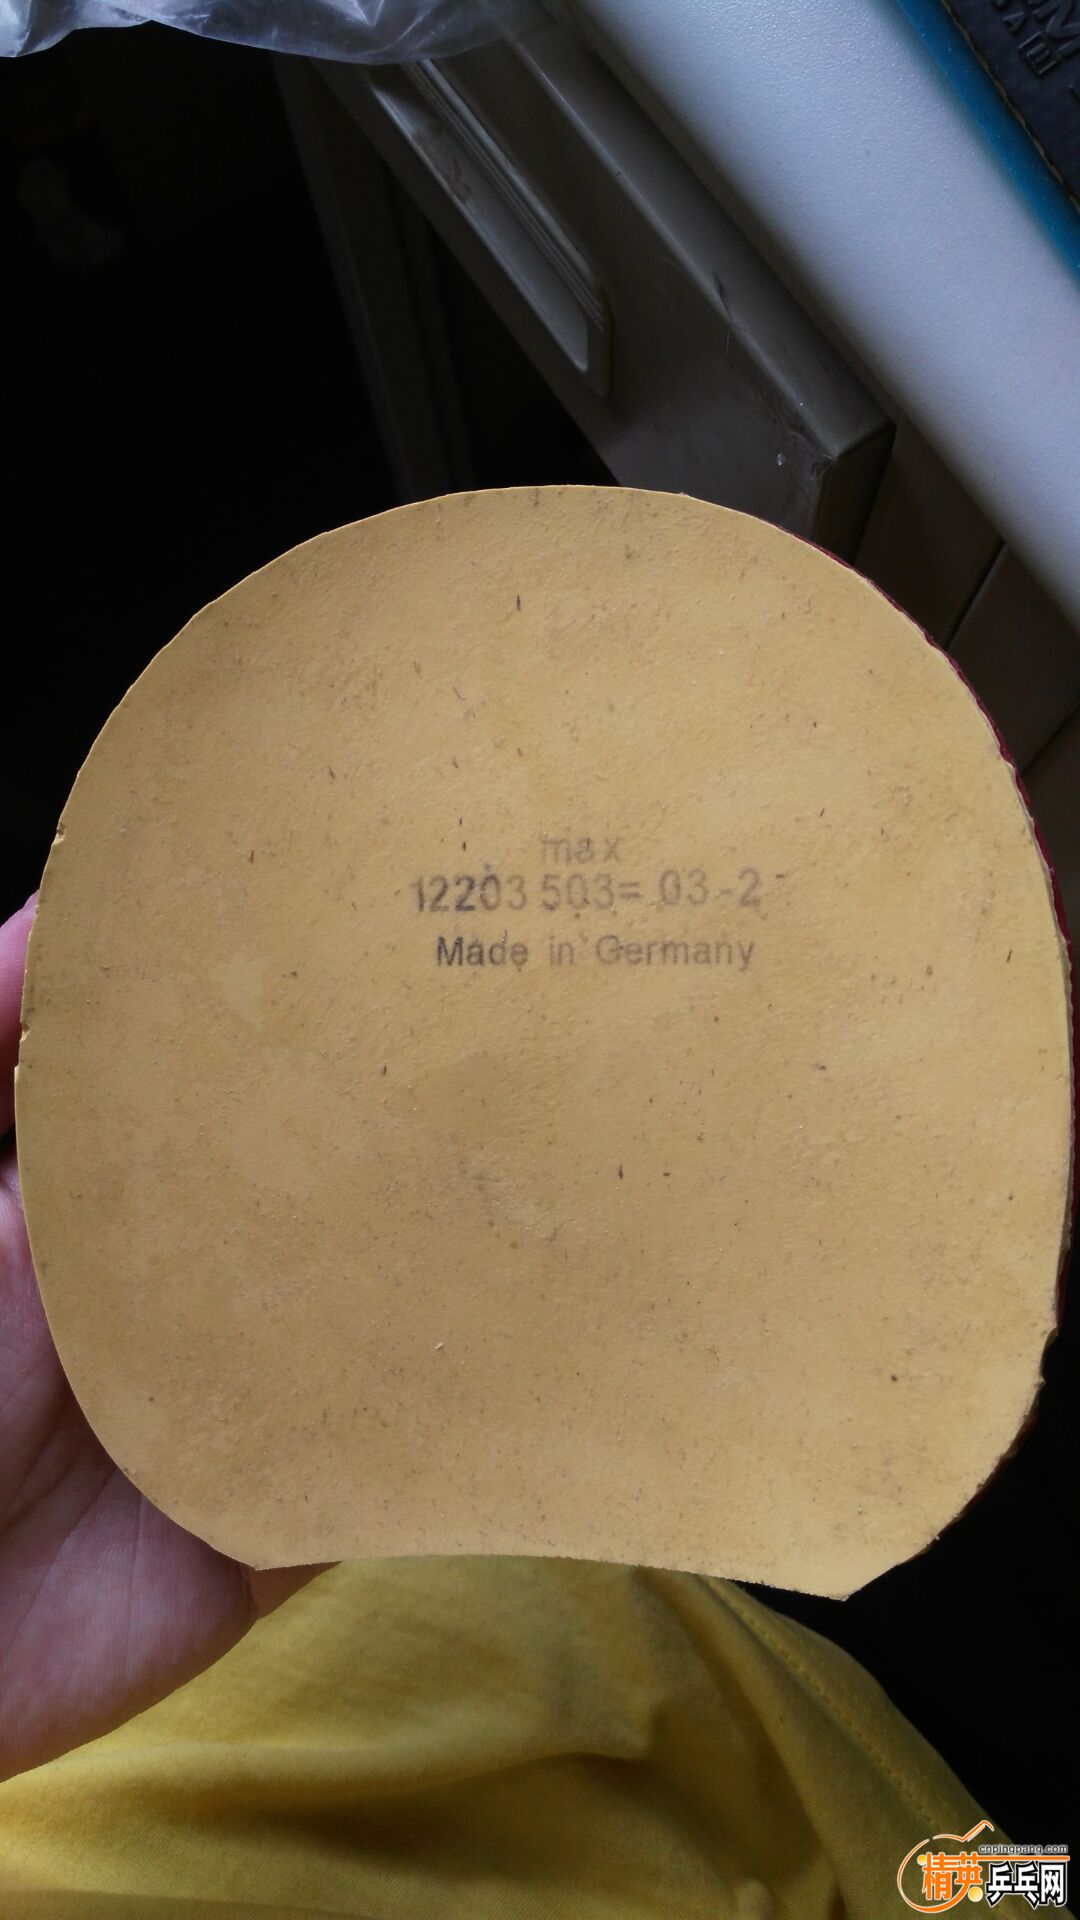 max
12203 503= 03-2
Made in Germany
cnpingpang.com
精英乒乓网